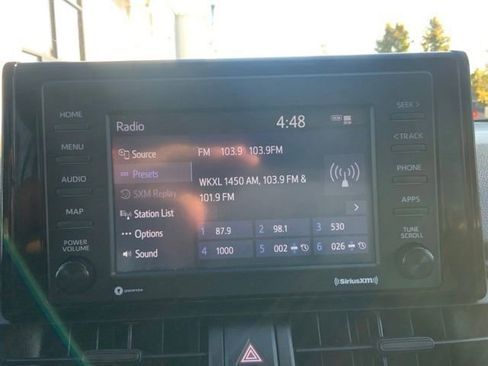 HOME
MENU
AUDIO
MAP
POWER
VOLUME
Radio
4:48
Source
Presets
SXM Replay
Station List
Options
Sound
FM 103.9 103.9FM
WKXL 1450 AM, 103.9 FM &
101.9 FM
>
1 87.9
2 98.1
3 530
4 1000
5 002
6 026
SEEK >
< TRACK
PHONE
APPS
TUNE
SCROLL
((SiriusXM))